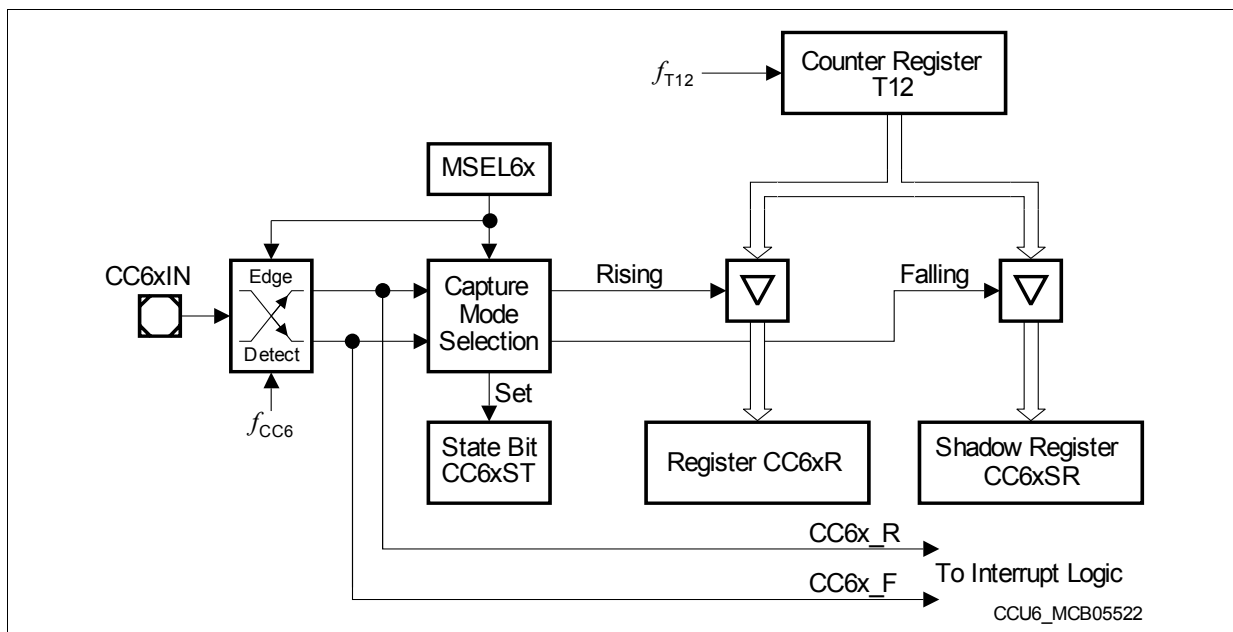 Counter Register
T12
fT12
MSEL6x
CC6xIN
Edge
Detect
Capture
Mode
Selection
Rising
Falling
fCC6
Set
State Bit
CC6xST
Register CC6xR
Shadow Register
CC6xSR
CC6x_R
CC6x_F
To Interrupt Logic
CCU6_MCB05522